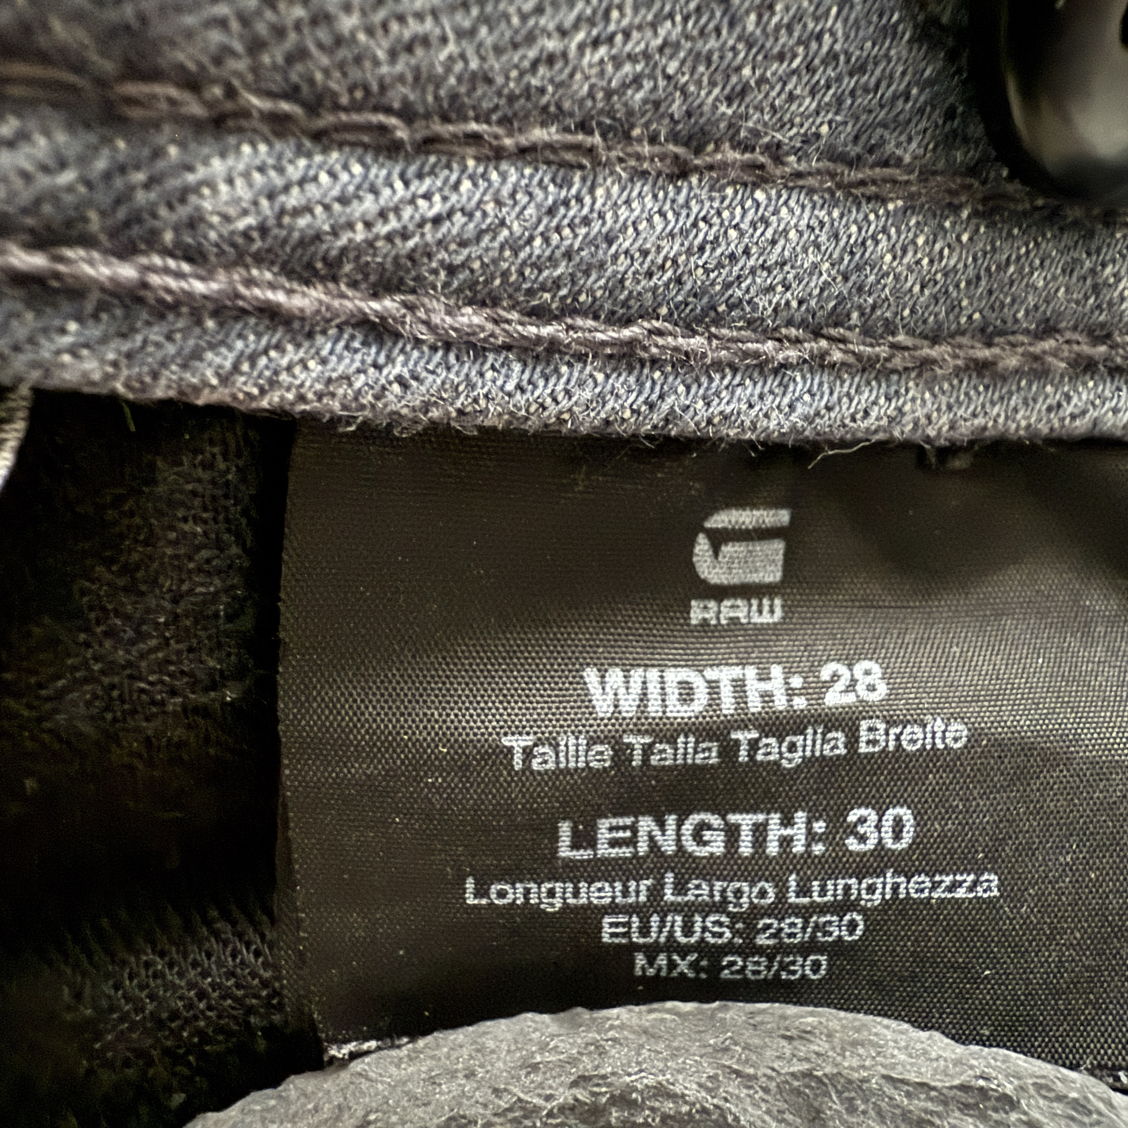 G
RAW
WIDTH: 28
Taille Talla Taglia Breite
LENGTH: 30
Longueur Largo Lunghezza
EU/US: 28/30
MX: 28/30